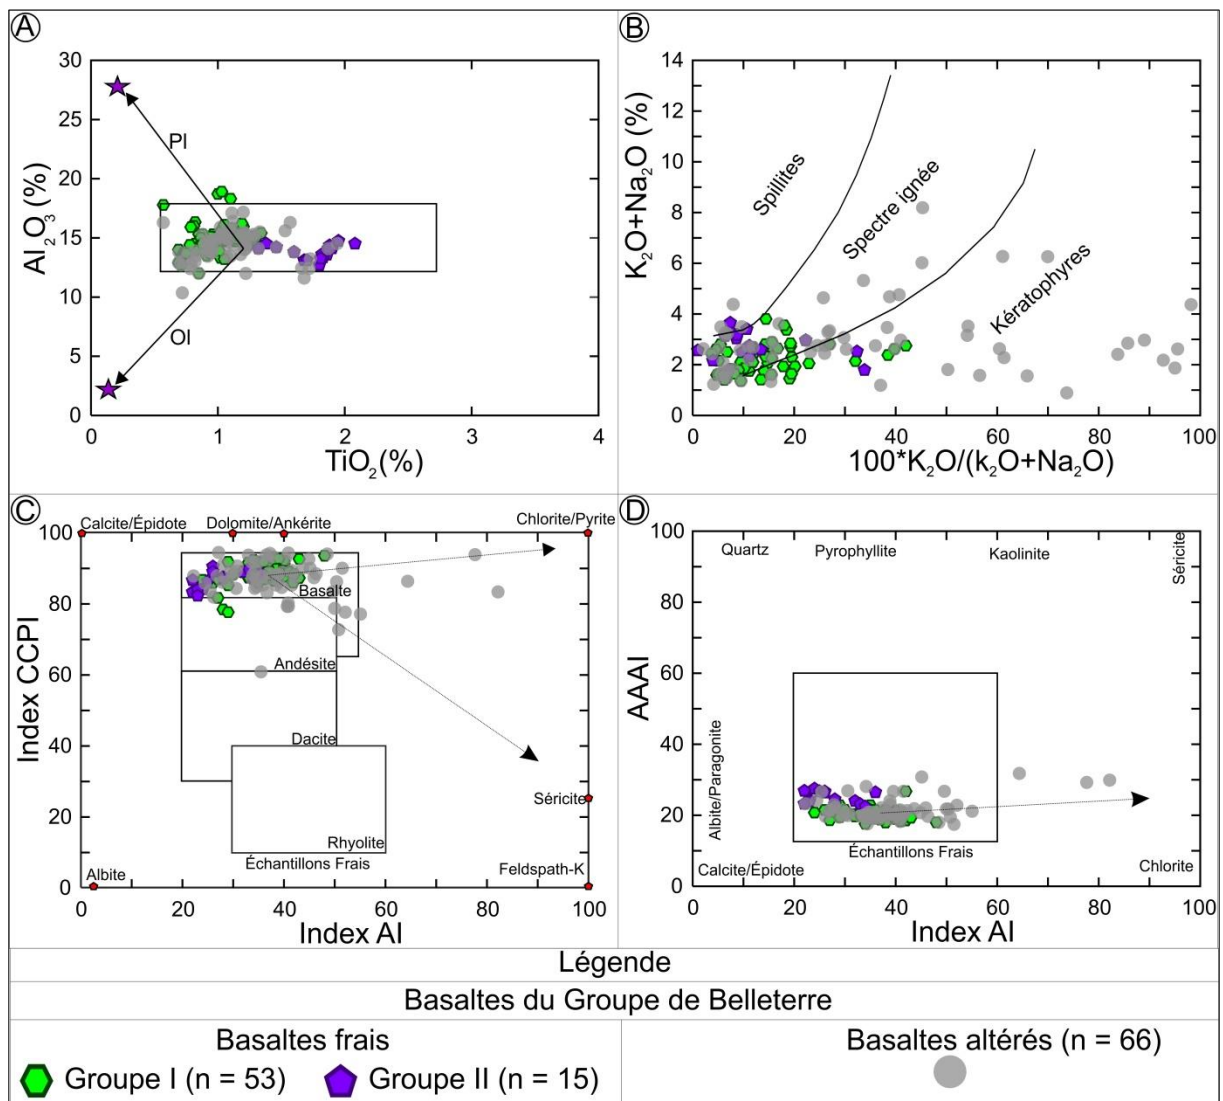 A
30
25
20
15
10
5
0
Al₂O₃ (%)
Pl
Ol
0 1 2 3 4
TiO₂(%)
B
14
12
10
8
6
4
2
0
K₂O+Na₂O (%)
Spillites
Spectre ignée
Kératophyres
0 20 40 60 80 100
100*K₂O/(k₂O+Na₂O)
C
100
80
60
40
20
0
Index CCPI
Calcite/Épidote
Dolomite/Ankérite
Chlorite/Pyrite
Basalte
Andésite
Dacite
Séricite
Rhyolite
Échantillons Frais
Albite
Feldspath-K
0 20 40 60 80 100
Index AI
D
100
80
60
40
20
0
AAAI
Quartz
Pyrophyllite
Kaolinite
Séricite
Albite/Paragonite
Échantillons Frais
Calcite/Épidote
Chlorite
0 20 40 60 80 100
Index AI
Légende
Basaltes du Groupe de Belleterre
Basaltes frais
Groupe I (n = 53)
Groupe II (n = 15)
Basaltes altérés (n = 66)